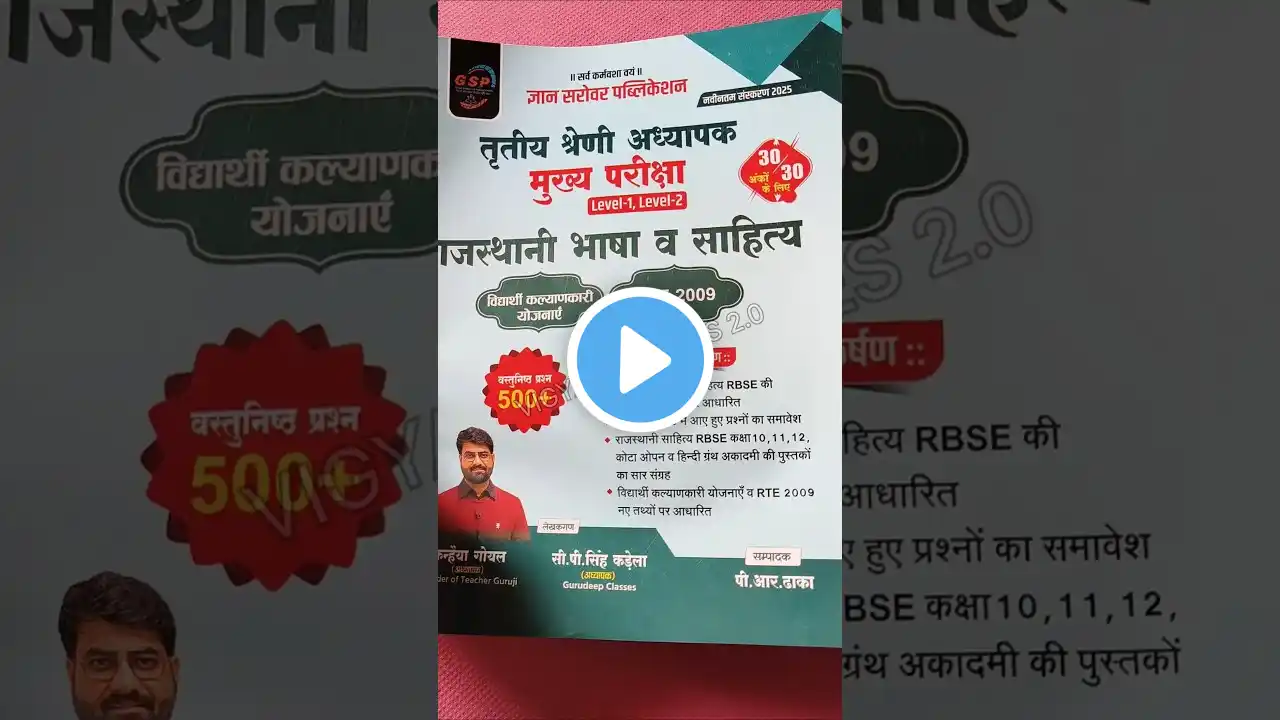 GSP
॥ सर्व कर्मवशा वयं ॥
ज्ञान सरोवर पब्लिकेशन
नवीनतम संस्करण 2025
तृतीय श्रेणी अध्यापक
मुख्य परीक्षा
Level-1, Level-2
30/30
अंकों के लिए
राजस्थानी भाषा व साहित्य
विद्यार्थी कल्याणकारी
योजनाएँ
2009
वस्तुनिष्ठ प्रश्न
500+
RBSE की
आधारित
आए हुए प्रश्नों का समावेश
राजस्थानी साहित्य RBSE कक्षा10,11,12,
कोटा ओपन व हिन्दी ग्रंथ अकादमी की पुस्तकों
का सार संग्रह
विद्यार्थी कल्याणकारी योजनाएँ व RTE 2009
नए तथ्यों पर आधारित
लेखकगण
गोयल
(अध्यापक)
of Teacher Guruji
सी.पी.सिंह कड़ेला
(अध्यापक)
Gurudeep Classes
सम्पादक
पी.आर.ढाका